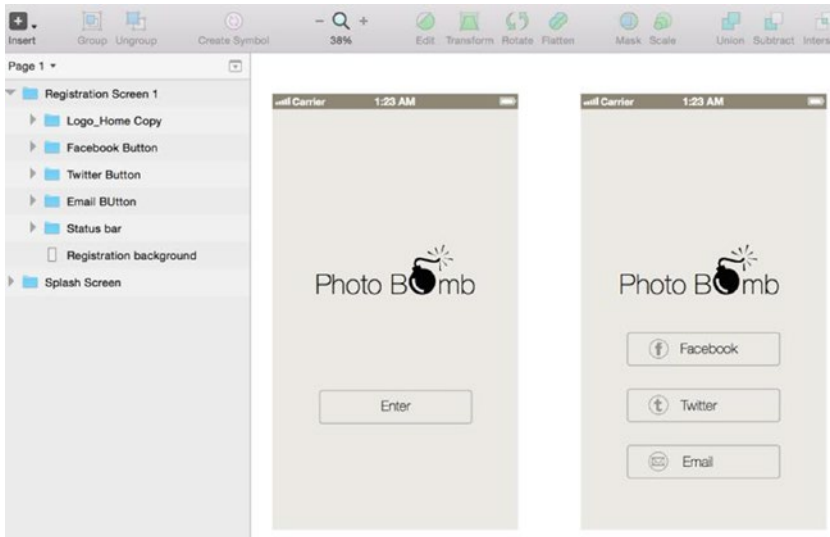 Insert Group Ungroup Create Symbol 38% Edit Transform Rotate Flatten Mask Scale Union Subtract Inters
Page 1
Registration Screen 1
Logo_Home Copy
Facebook Button
Twitter Button
Email BUtton
Status bar
Registration background
Splash Screen
Carrier 1:23 AM
Photo Bomb
Enter
Carrier 1:23 AM
Photo Bomb
Facebook
Twitter
Email